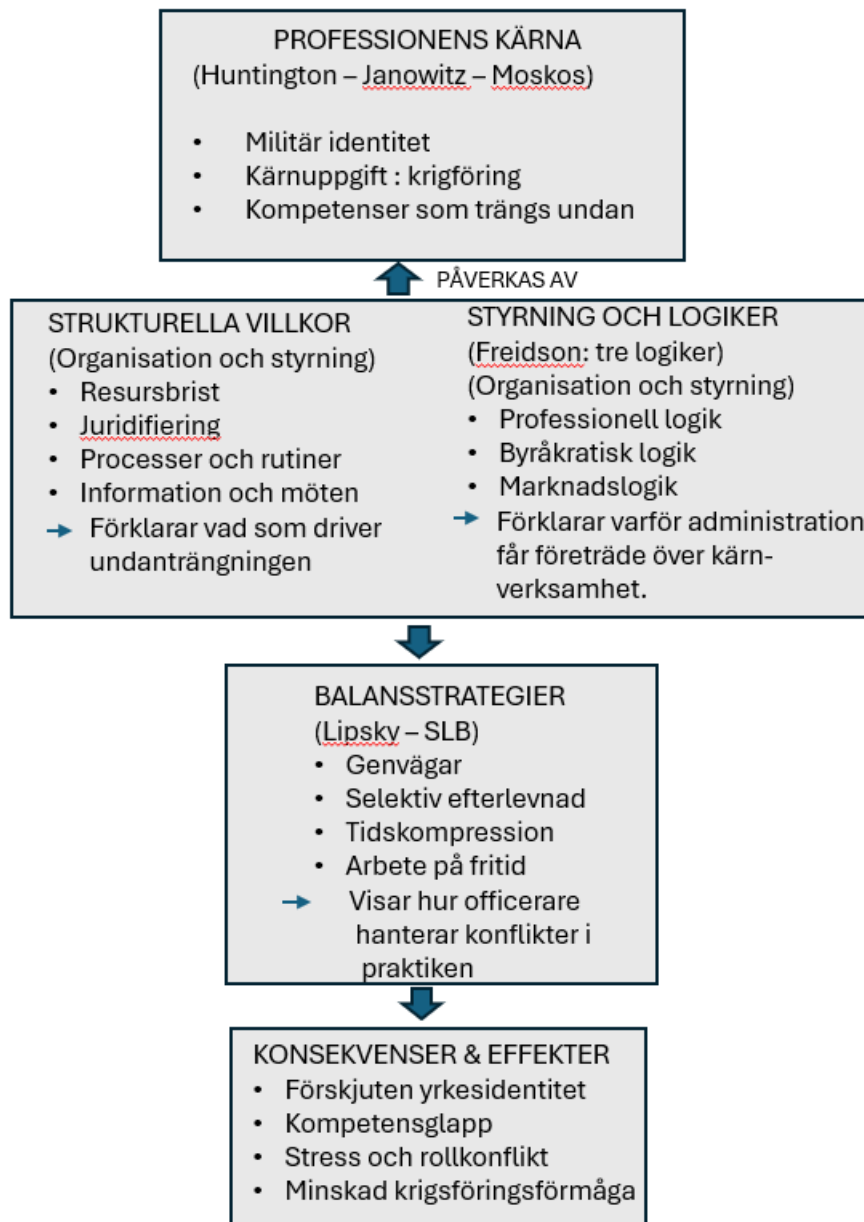 PROFESSIONENS KÄRNA
(Huntington – Janowitz – Moskos)
• Militär identitet
• Kärnuppgift : krigföring
• Kompetenser som trängs undan
PÅVERKAS AV
STRUKTURELLA VILLKOR
(Organisation och styrning)
• Resursbrist
• Juridifiering
• Processer och rutiner
• Information och möten
Förklarar vad som driver
undanträngningen
STYRNING OCH LOGIKER
(Freidson: tre logiker)
(Organisation och styrning)
• Professionell logik
• Byråkratisk logik
• Marknadslogik
Förklarar varför administration
får företräde över kärn-
verksamhet.
BALANSSTRATEGIER
(Lipsky – SLB)
• Genvägar
• Selektiv efterlevnad
• Tidskompression
• Arbete på fritid
Visar hur officerare
hanterar konflikter i
praktiken
KONSEKVENSER & EFFEKTER
• Förskjuten yrkesidentitet
• Kompetensglapp
• Stress och rollkonflikt
• Minskad krigsföringsförmåga